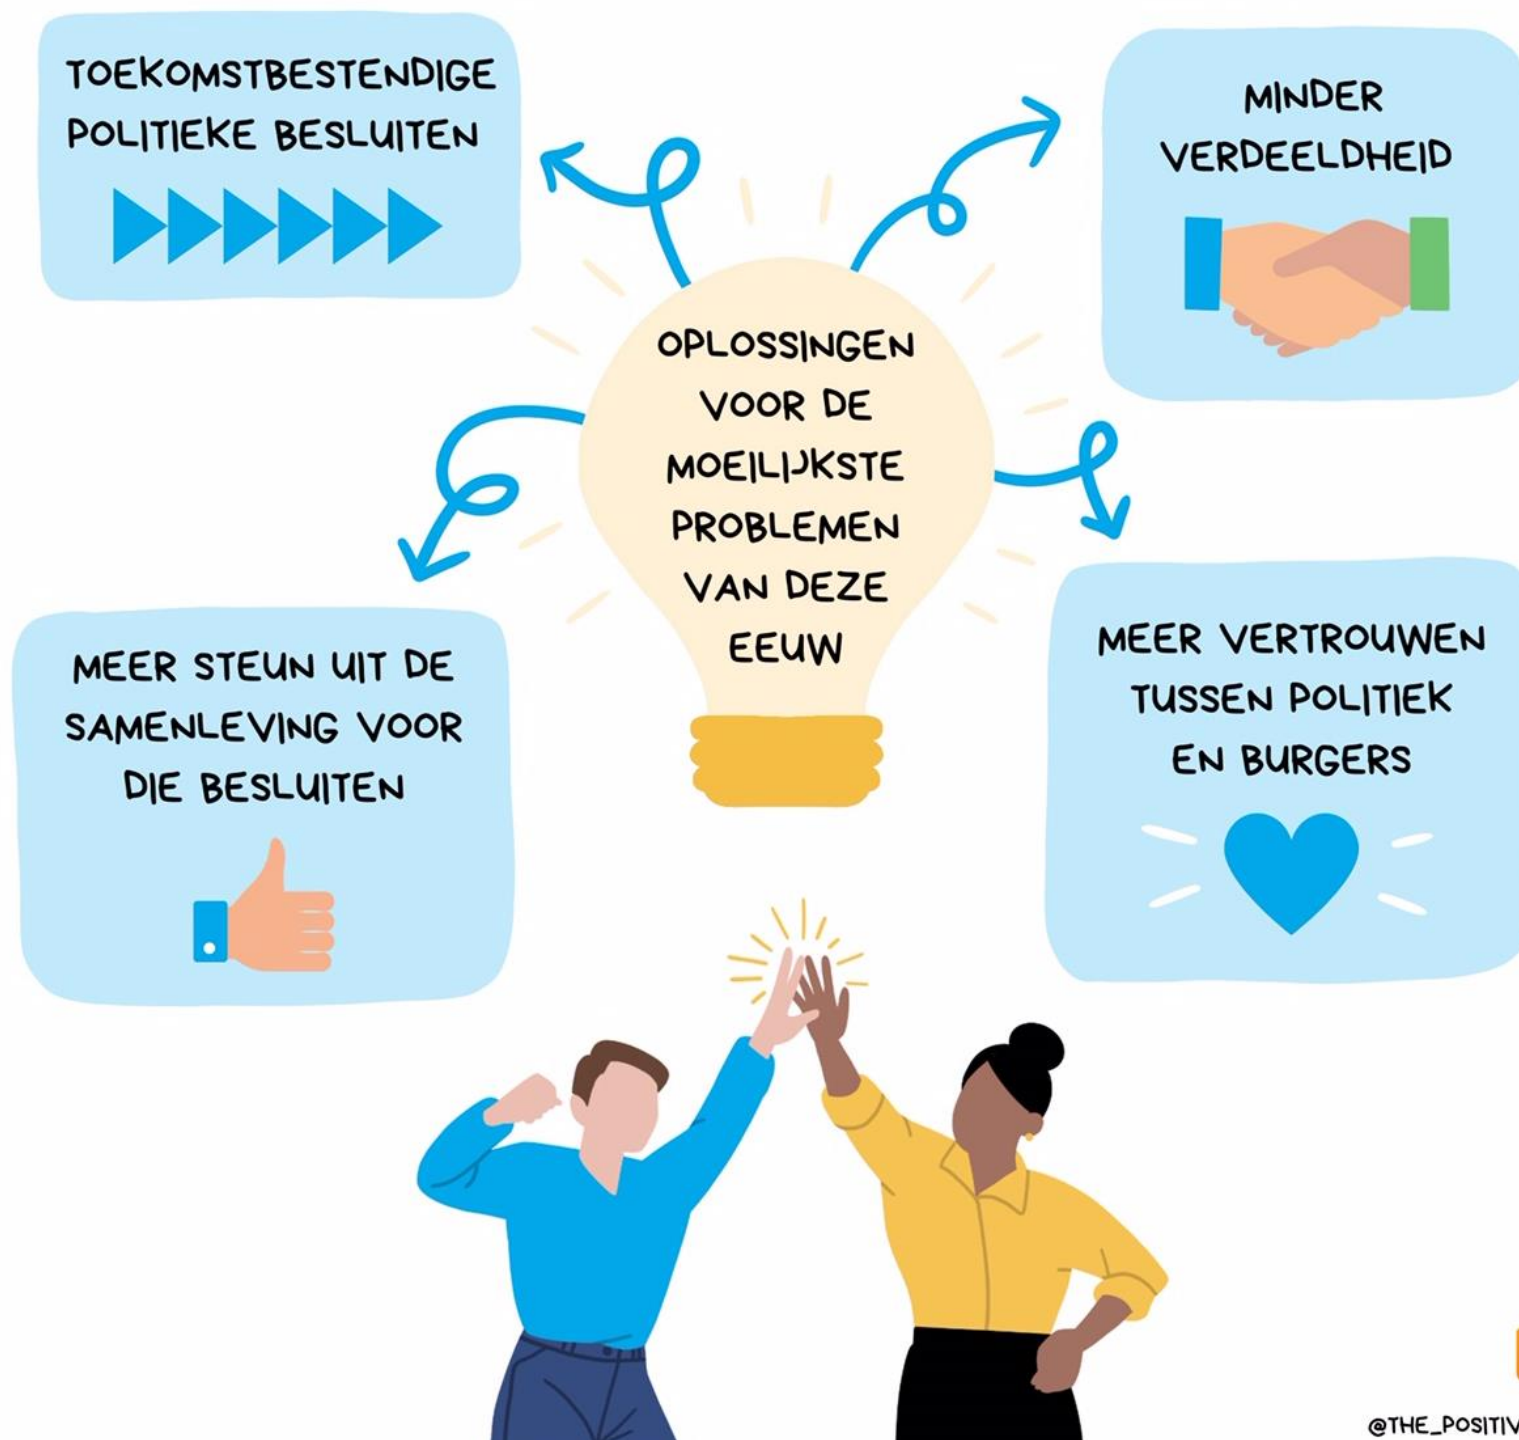 TOEKOMSTBESTENDIGE
POLITIEKE BESLUITEN
MINDER
VERDEELDHEID
OPLOSSINGEN
VOOR DE
MOEILIJKSTE
PROBLEMEN
VAN DEZE
EEUW
MEER STEUN UIT DE
SAMENLEVING VOOR
DIE BESLUITEN
MEER VERTROUWEN
TUSSEN POLITIEK
EN BURGERS
@THE_POSITIV